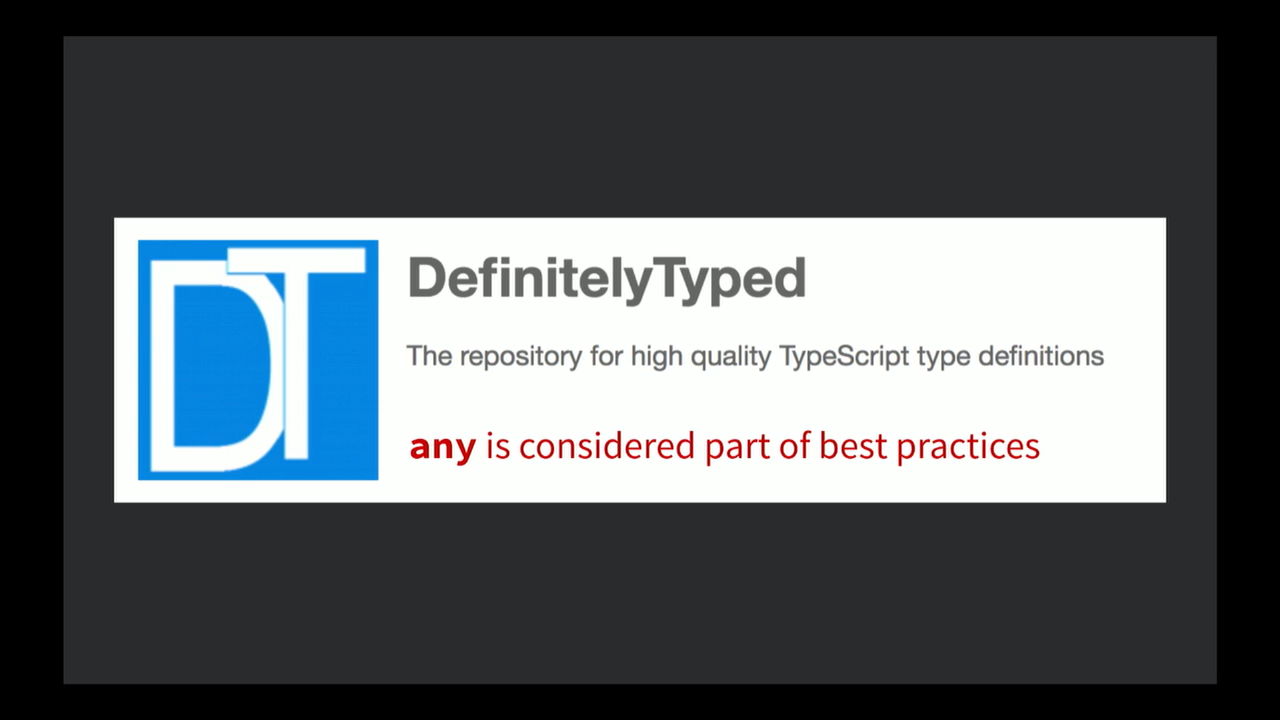 DT
DefinitelyTyped
The repository for high quality TypeScript type definitions
any is considered part of best practices